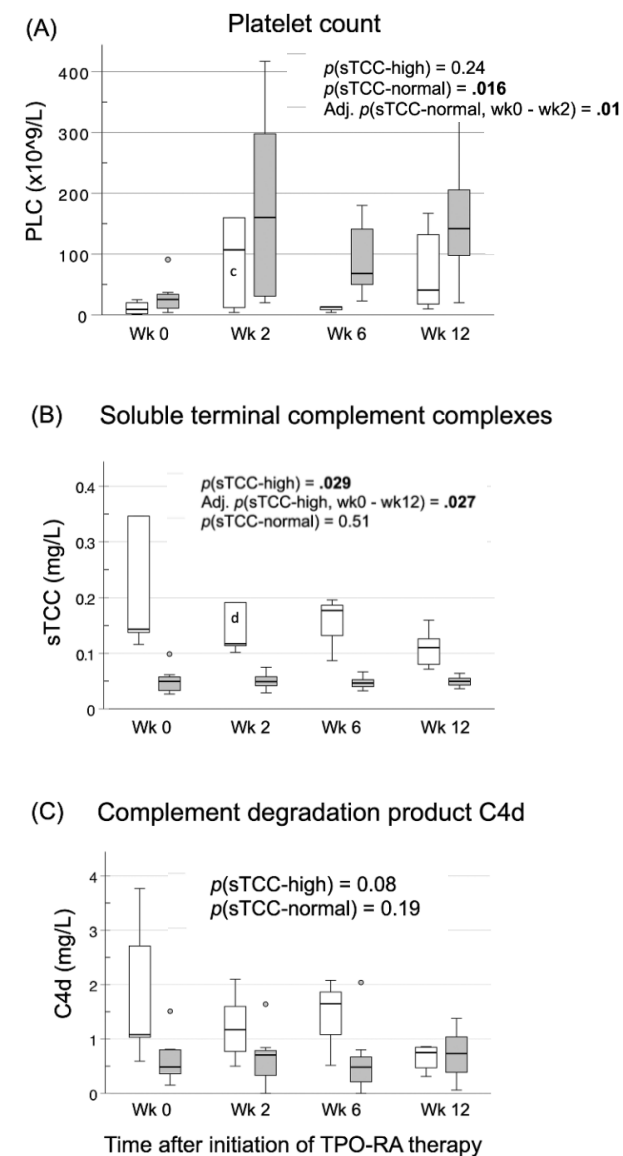 (A) Platelet count
p(sTCC-high) = 0.24
p(sTCC-normal) = .016
Adj. p(sTCC-normal, wk0 - wk2) = .01
PLC (x10^9/L)
400
300
200
100
0
c
Wk 0 Wk 2 Wk 6 Wk 12
(B) Soluble terminal complement complexes
p(sTCC-high) = .029
Adj. p(sTCC-high, wk0 - wk12) = .027
p(sTCC-normal) = 0.51
sTCC (mg/L)
0.4
0.3
0.2
0.1
0
d
Wk 0 Wk 2 Wk 6 Wk 12
(C) Complement degradation product C4d
p(sTCC-high) = 0.08
p(sTCC-normal) = 0.19
C4d (mg/L)
4
3
2
1
0
Wk 0 Wk 2 Wk 6 Wk 12
Time after initiation of TPO-RA therapy